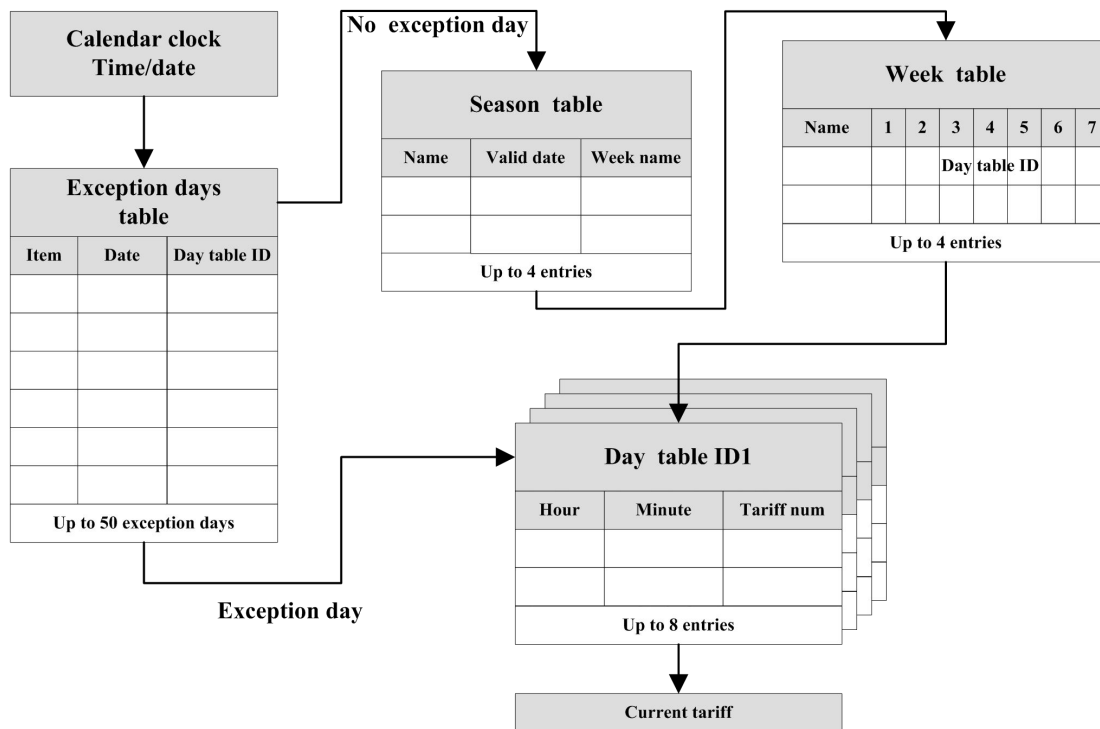 Calendar clock
Time/date
No exception day
Season table
Name Valid date Week name
Up to 4 entries
Week table
Name 1 2 3 4 5 6 7
Day table ID
Up to 4 entries
Exception days
table
Item Date Day table ID
Up to 50 exception days
Exception day
Day table ID1
Hour Minute Tariff num
Up to 8 entries
Current tariff